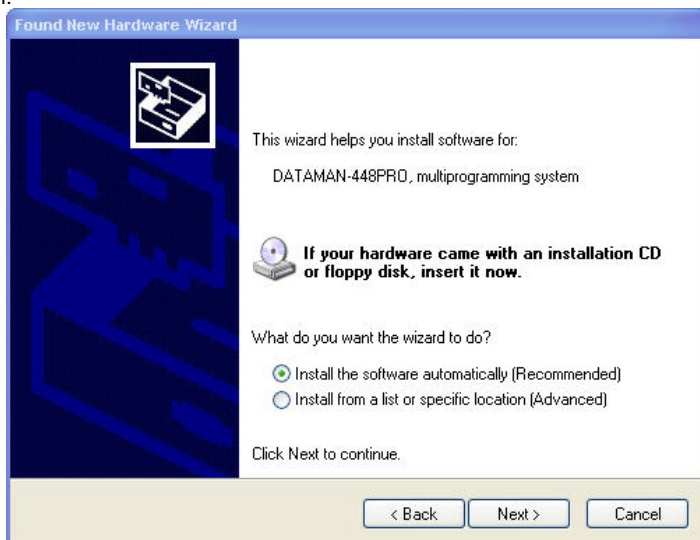 Found New Hardware Wizard
This wizard helps you install software for:
DATAMAN-448PRO, multiprogramming system
If your hardware came with an installation CD
or floppy disk, insert it now.
What do you want the wizard to do?
Install the software automatically (Recommended)
Install from a list or specific location (Advanced)
Click Next to continue.
< Back
Next >
Cancel